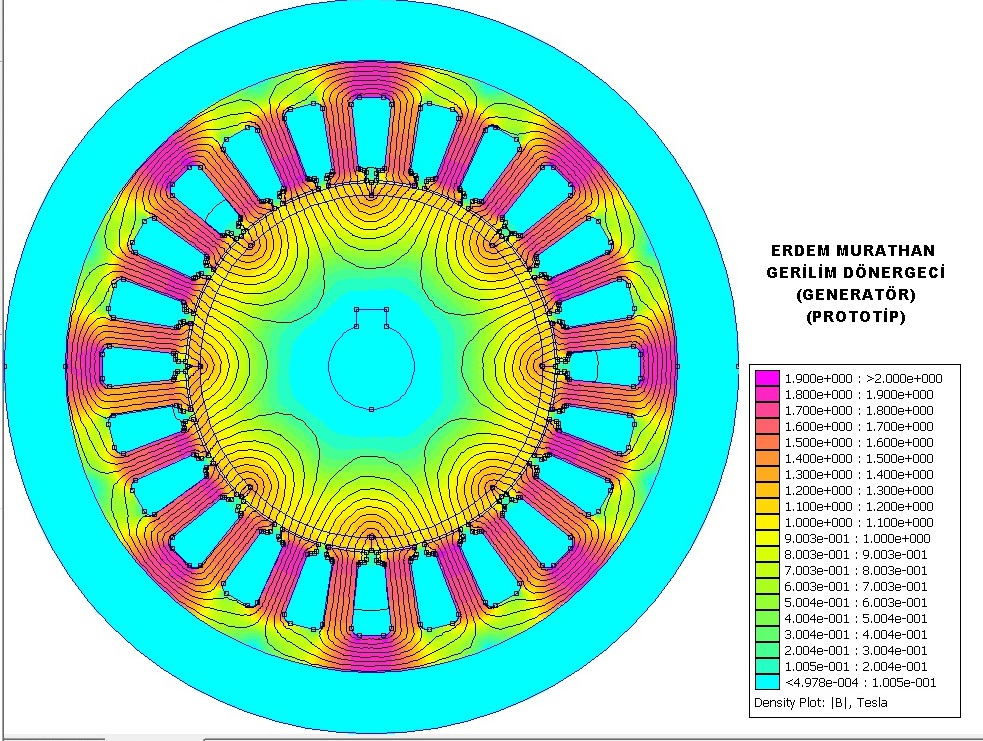 ERDEM MURATHAN
GERİLİM DÖNERGECİ
(GENERATÖR)
(PROTOTİP)
1.900e+000 : >2.000e+000
1.800e+000 : 1.900e+000
1.700e+000 : 1.800e+000
1.600e+000 : 1.700e+000
1.500e+000 : 1.600e+000
1.400e+000 : 1.500e+000
1.300e+000 : 1.400e+000
1.200e+000 : 1.300e+000
1.100e+000 : 1.200e+000
1.000e+000 : 1.100e+000
9.003e-001 : 1.000e+000
8.003e-001 : 9.003e-001
7.003e-001 : 8.003e-001
6.003e-001 : 7.003e-001
5.004e-001 : 6.003e-001
4.004e-001 : 5.004e-001
3.004e-001 : 4.004e-001
2.004e-001 : 3.004e-001
1.005e-001 : 2.004e-001
<4.978e-004 : 1.005e-001
Density Plot: |B|, Tesla